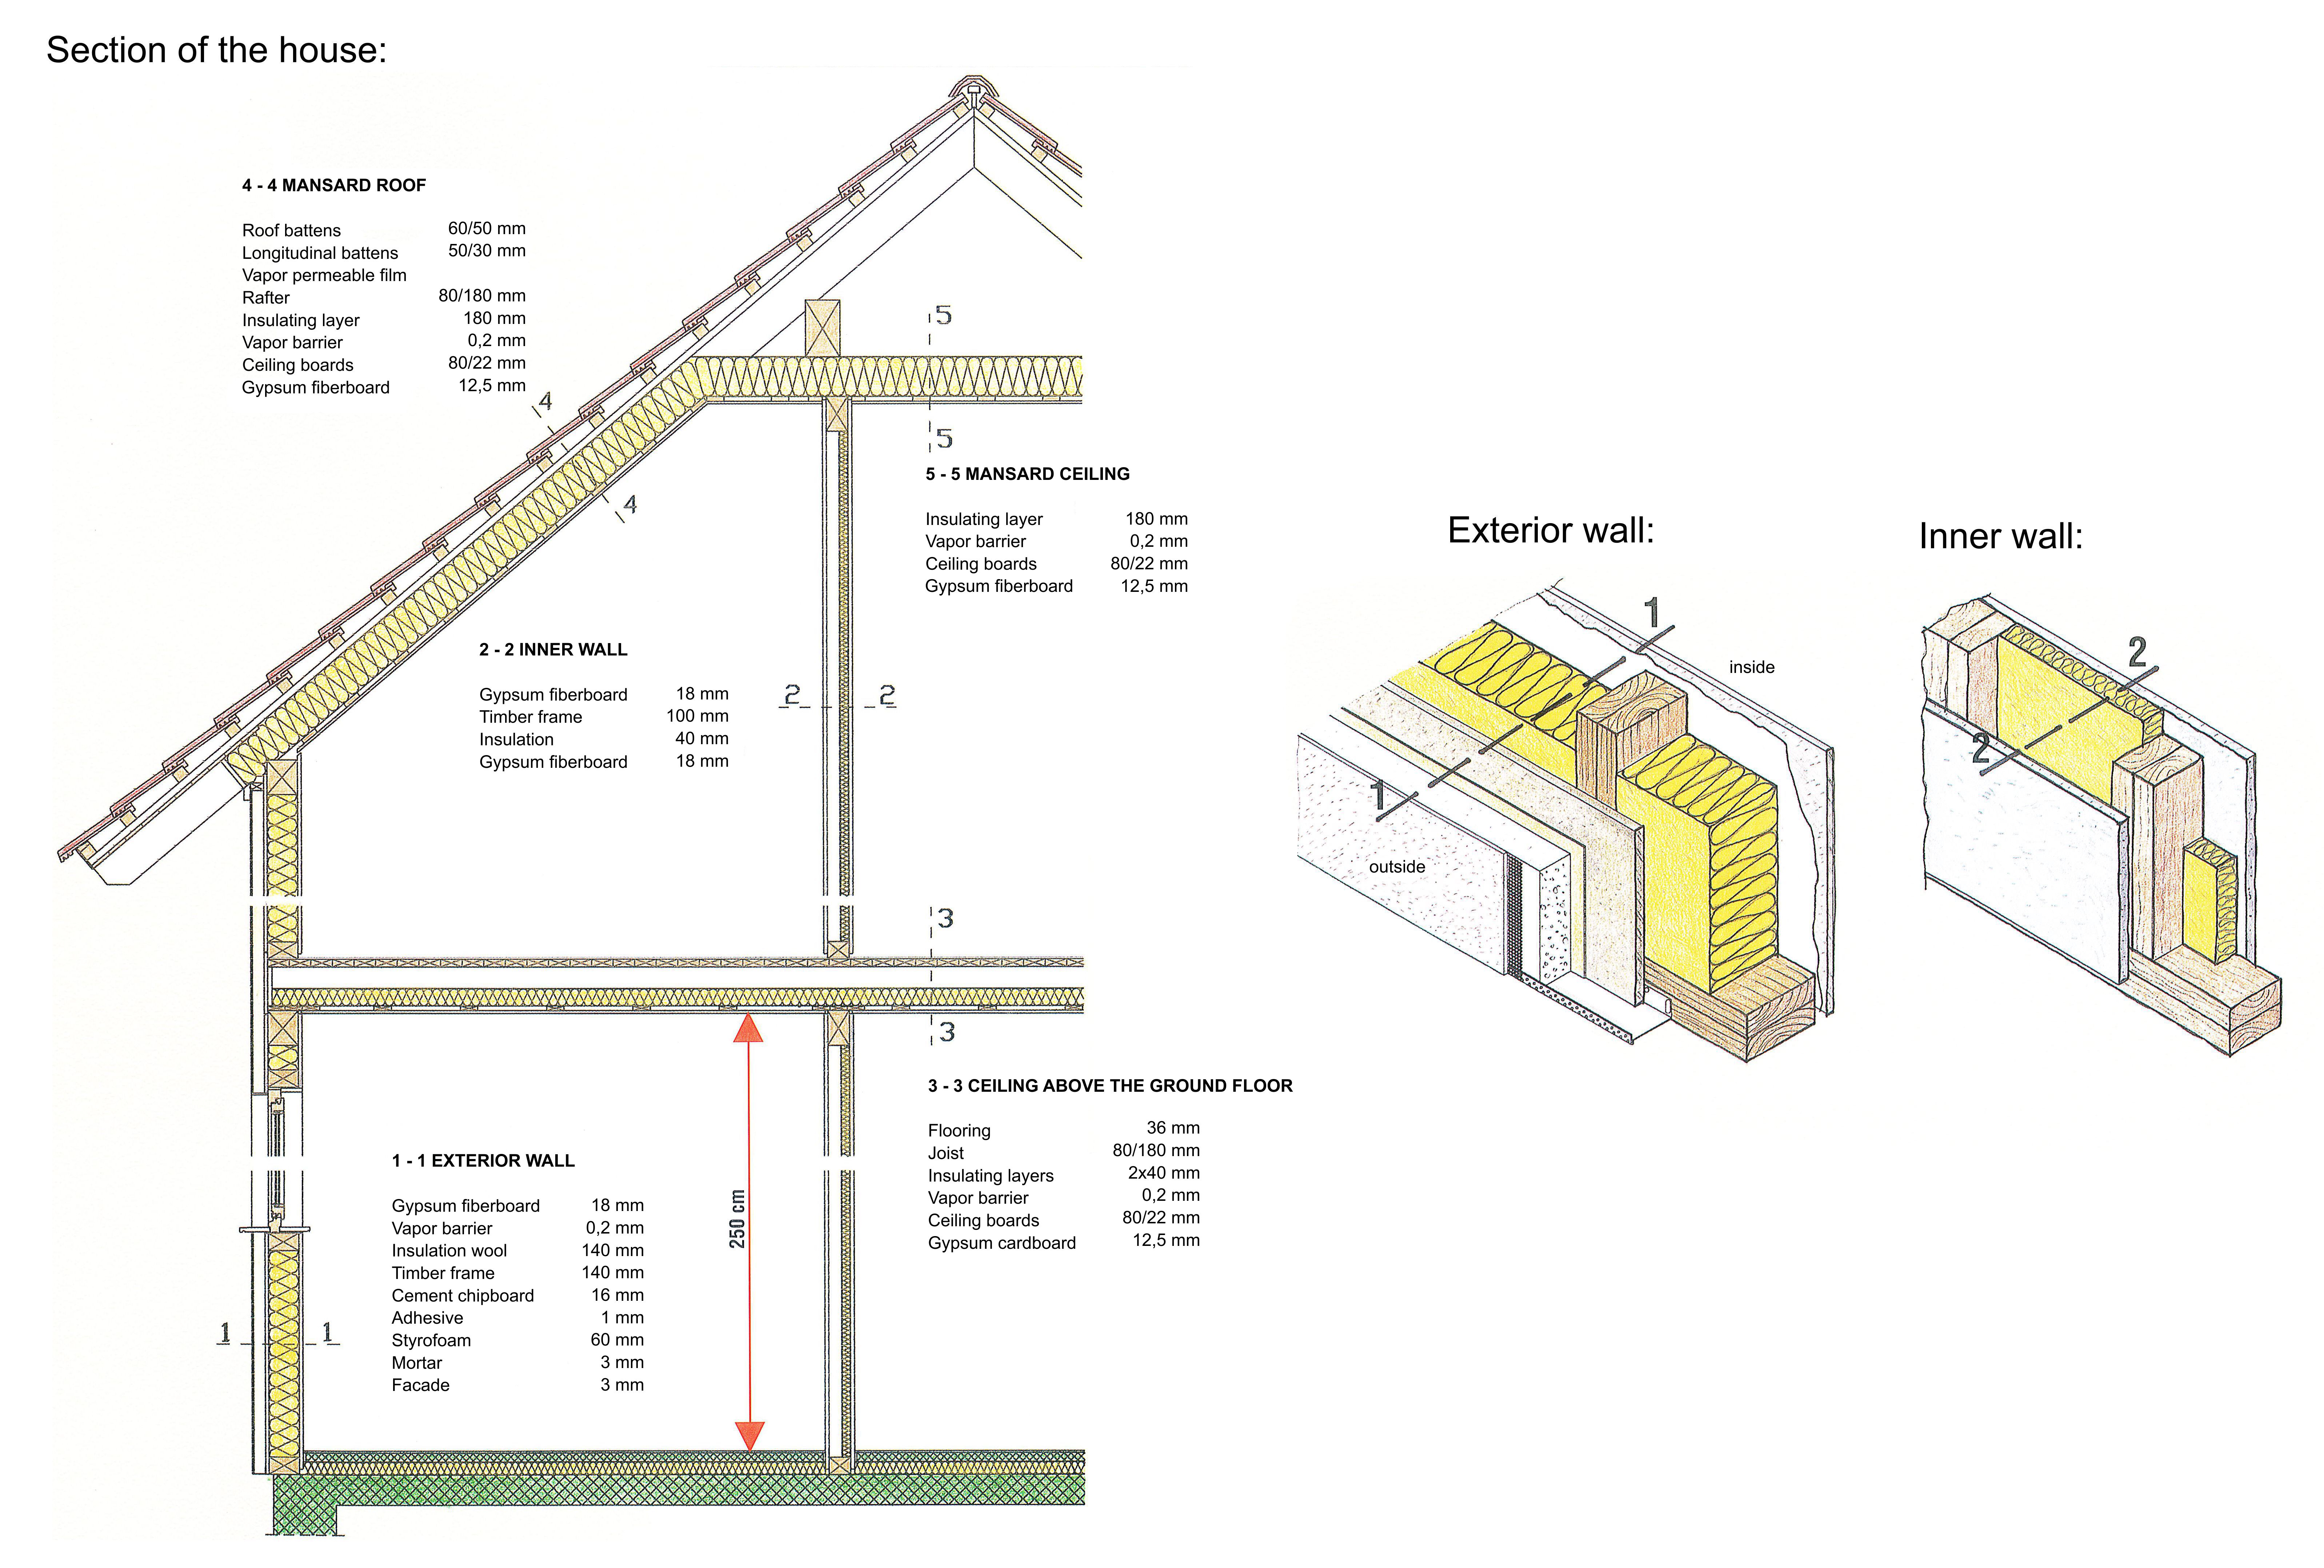 Section of the house:
4 - 4 MANSARD ROOF
Roof battens 60/50 mm
Longitudinal battens 50/30 mm
Vapor permeable film
Rafter 80/180 mm
Insulating layer 180 mm
Vapor barrier 0,2 mm
Ceiling boards 80/22 mm
Gypsum fiberboard 12,5 mm
4
4
5
5
5 - 5 MANSARD CEILING
Insulating layer 180 mm
Vapor barrier 0,2 mm
Ceiling boards 80/22 mm
Gypsum fiberboard 12,5 mm
2 - 2 INNER WALL
Gypsum fiberboard 18 mm
Timber frame 100 mm
Insulation 40 mm
Gypsum fiberboard 18 mm
2 2
3
3
3 - 3 CEILING ABOVE THE GROUND FLOOR
Flooring 36 mm
Joist 80/180 mm
Insulating layers 2x40 mm
Vapor barrier 0,2 mm
Ceiling boards 80/22 mm
Gypsum cardboard 12,5 mm
1 - 1 EXTERIOR WALL
Gypsum fiberboard 18 mm
Vapor barrier 0,2 mm
Insulation wool 140 mm
Timber frame 140 mm
Cement chipboard 16 mm
Adhesive 1 mm
Styrofoam 60 mm
Mortar 3 mm
Facade 3 mm
250 cm
1 1
Exterior wall:
1
inside
1
outside
Inner wall:
2
2